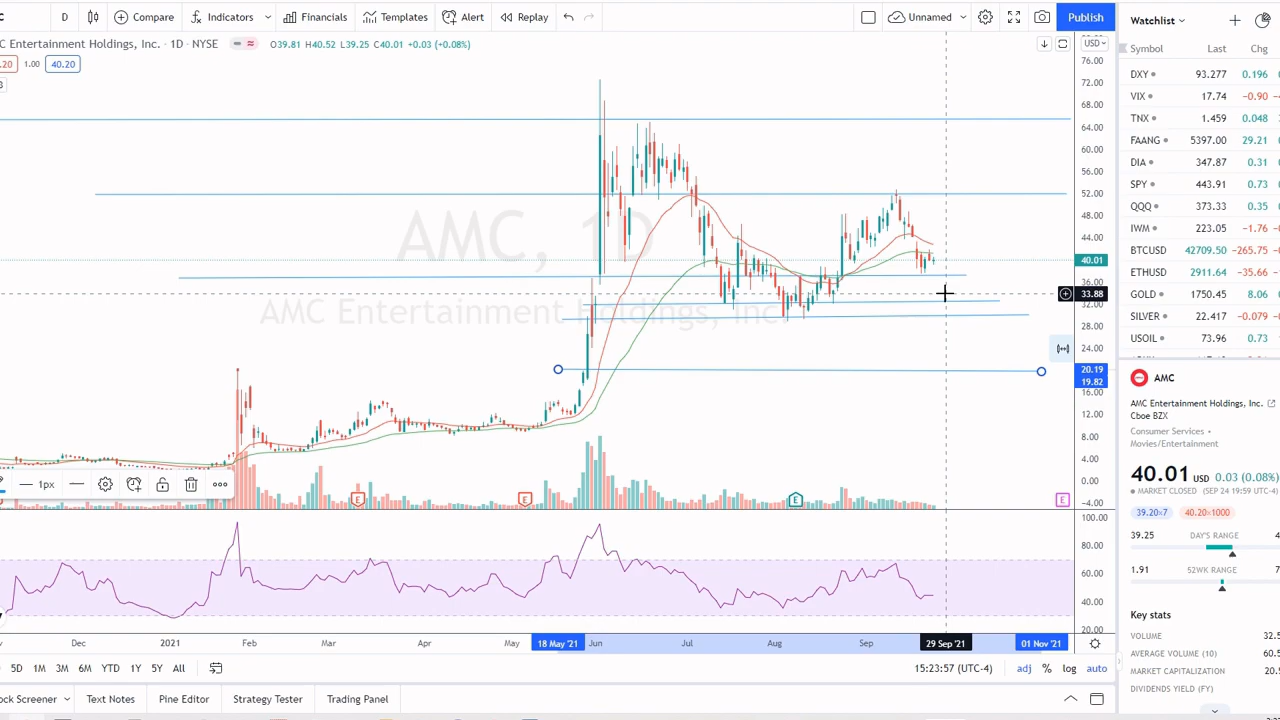 C D Compare Indicators Financials Templates Alert Replay Unnamed Publish
Watchlist
C Entertainment Holdings, Inc. · 1D · NYSE O39.81 H40.52 L39.25 C40.01 +0.03 (+0.08%)
USD
.20 1.00 40.20
Symbol Last Chg
DXY 93.277 0.196
VIX 17.74 −0.90
TNX 1.459 0.048
FAANG 5397.00 29.21
DIA 347.87 0.31
SPY 443.91 0.73
QQQ 373.33 0.35
IWM 223.05 −1.76
BTCUSD 42709.50 −265.75
ETHUSD 2911.64 −35.66
GOLD 1750.45 8.06
SILVER 22.417 −0.079
USOIL 73.96 0.73
76.00
72.00
68.00
64.00
60.00
56.00
52.00
48.00
44.00
40.01
36.00
33.88
32.00
28.00
24.00
20.19
19.82
16.00
12.00
8.00
4.00
0.00
−4.00
AMC, 1D
AMC Entertainment Holdings, Inc.
1px
E E E E
100.00
80.00
60.00
40.00
20.00
Dec 2021 Feb Mar Apr May 18 May '21 Jun Jul Aug Sep 29 Sep '21 01 Nov '21
5D 1M 3M 6M YTD 1Y 5Y All 15:23:57 (UTC-4) adj % log auto
ock Screener Text Notes Pine Editor Strategy Tester Trading Panel
AMC
AMC Entertainment Holdings, Inc.
Cboe BZX
Consumer Services •
Movies/Entertainment
40.01 USD 0.03 (0.08%)
MARKET CLOSED (SEP 24 19:59 UTC-4)
39.20×7 40.20×1000
39.25 DAY'S RANGE 4
1.91 52WK RANGE 7
Key stats
VOLUME 32.5
AVERAGE VOLUME (10) 60.5
MARKET CAPITALIZATION 20.5
DIVIDENDS YIELD (FY)